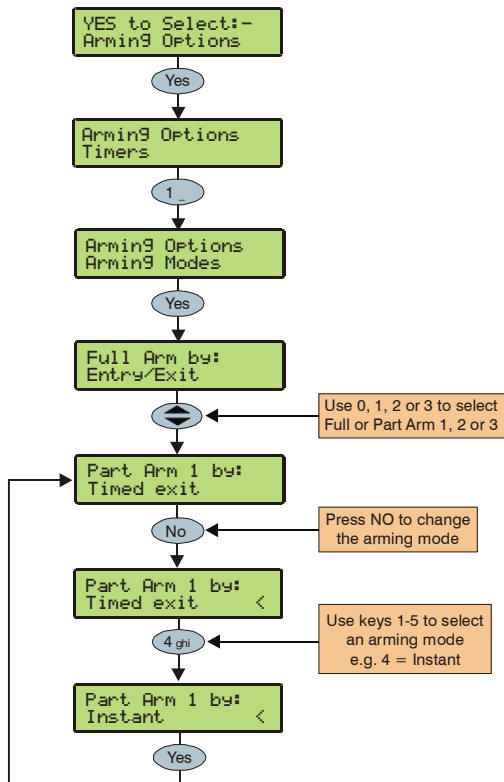 YES to Select:-
Arming Options
Yes
Arming Options
Timers
1 _
Arming Options
Arming Modes
Yes
Full Arm by:
Entry/Exit
Use 0, 1, 2 or 3 to select
Full or Part Arm 1, 2 or 3
Part Arm 1 by:
Timed exit
No
Press NO to change
the arming mode
Part Arm 1 by:
Timed exit <
Use keys 1-5 to select
an arming mode
e.g. 4 = Instant
4 ghi
Part Arm 1 by:
Instant <
Yes